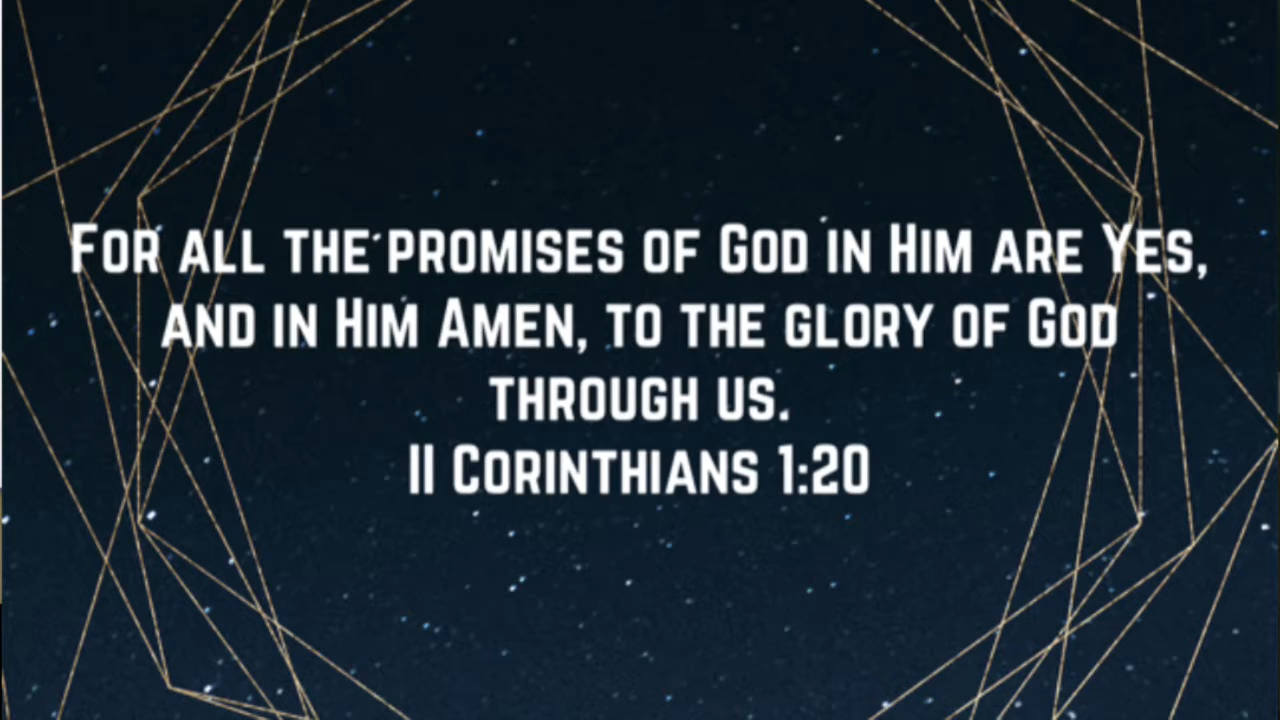 For all the promises of God in Him are Yes,
and in Him Amen, to the glory of God
through us.
II Corinthians 1:20